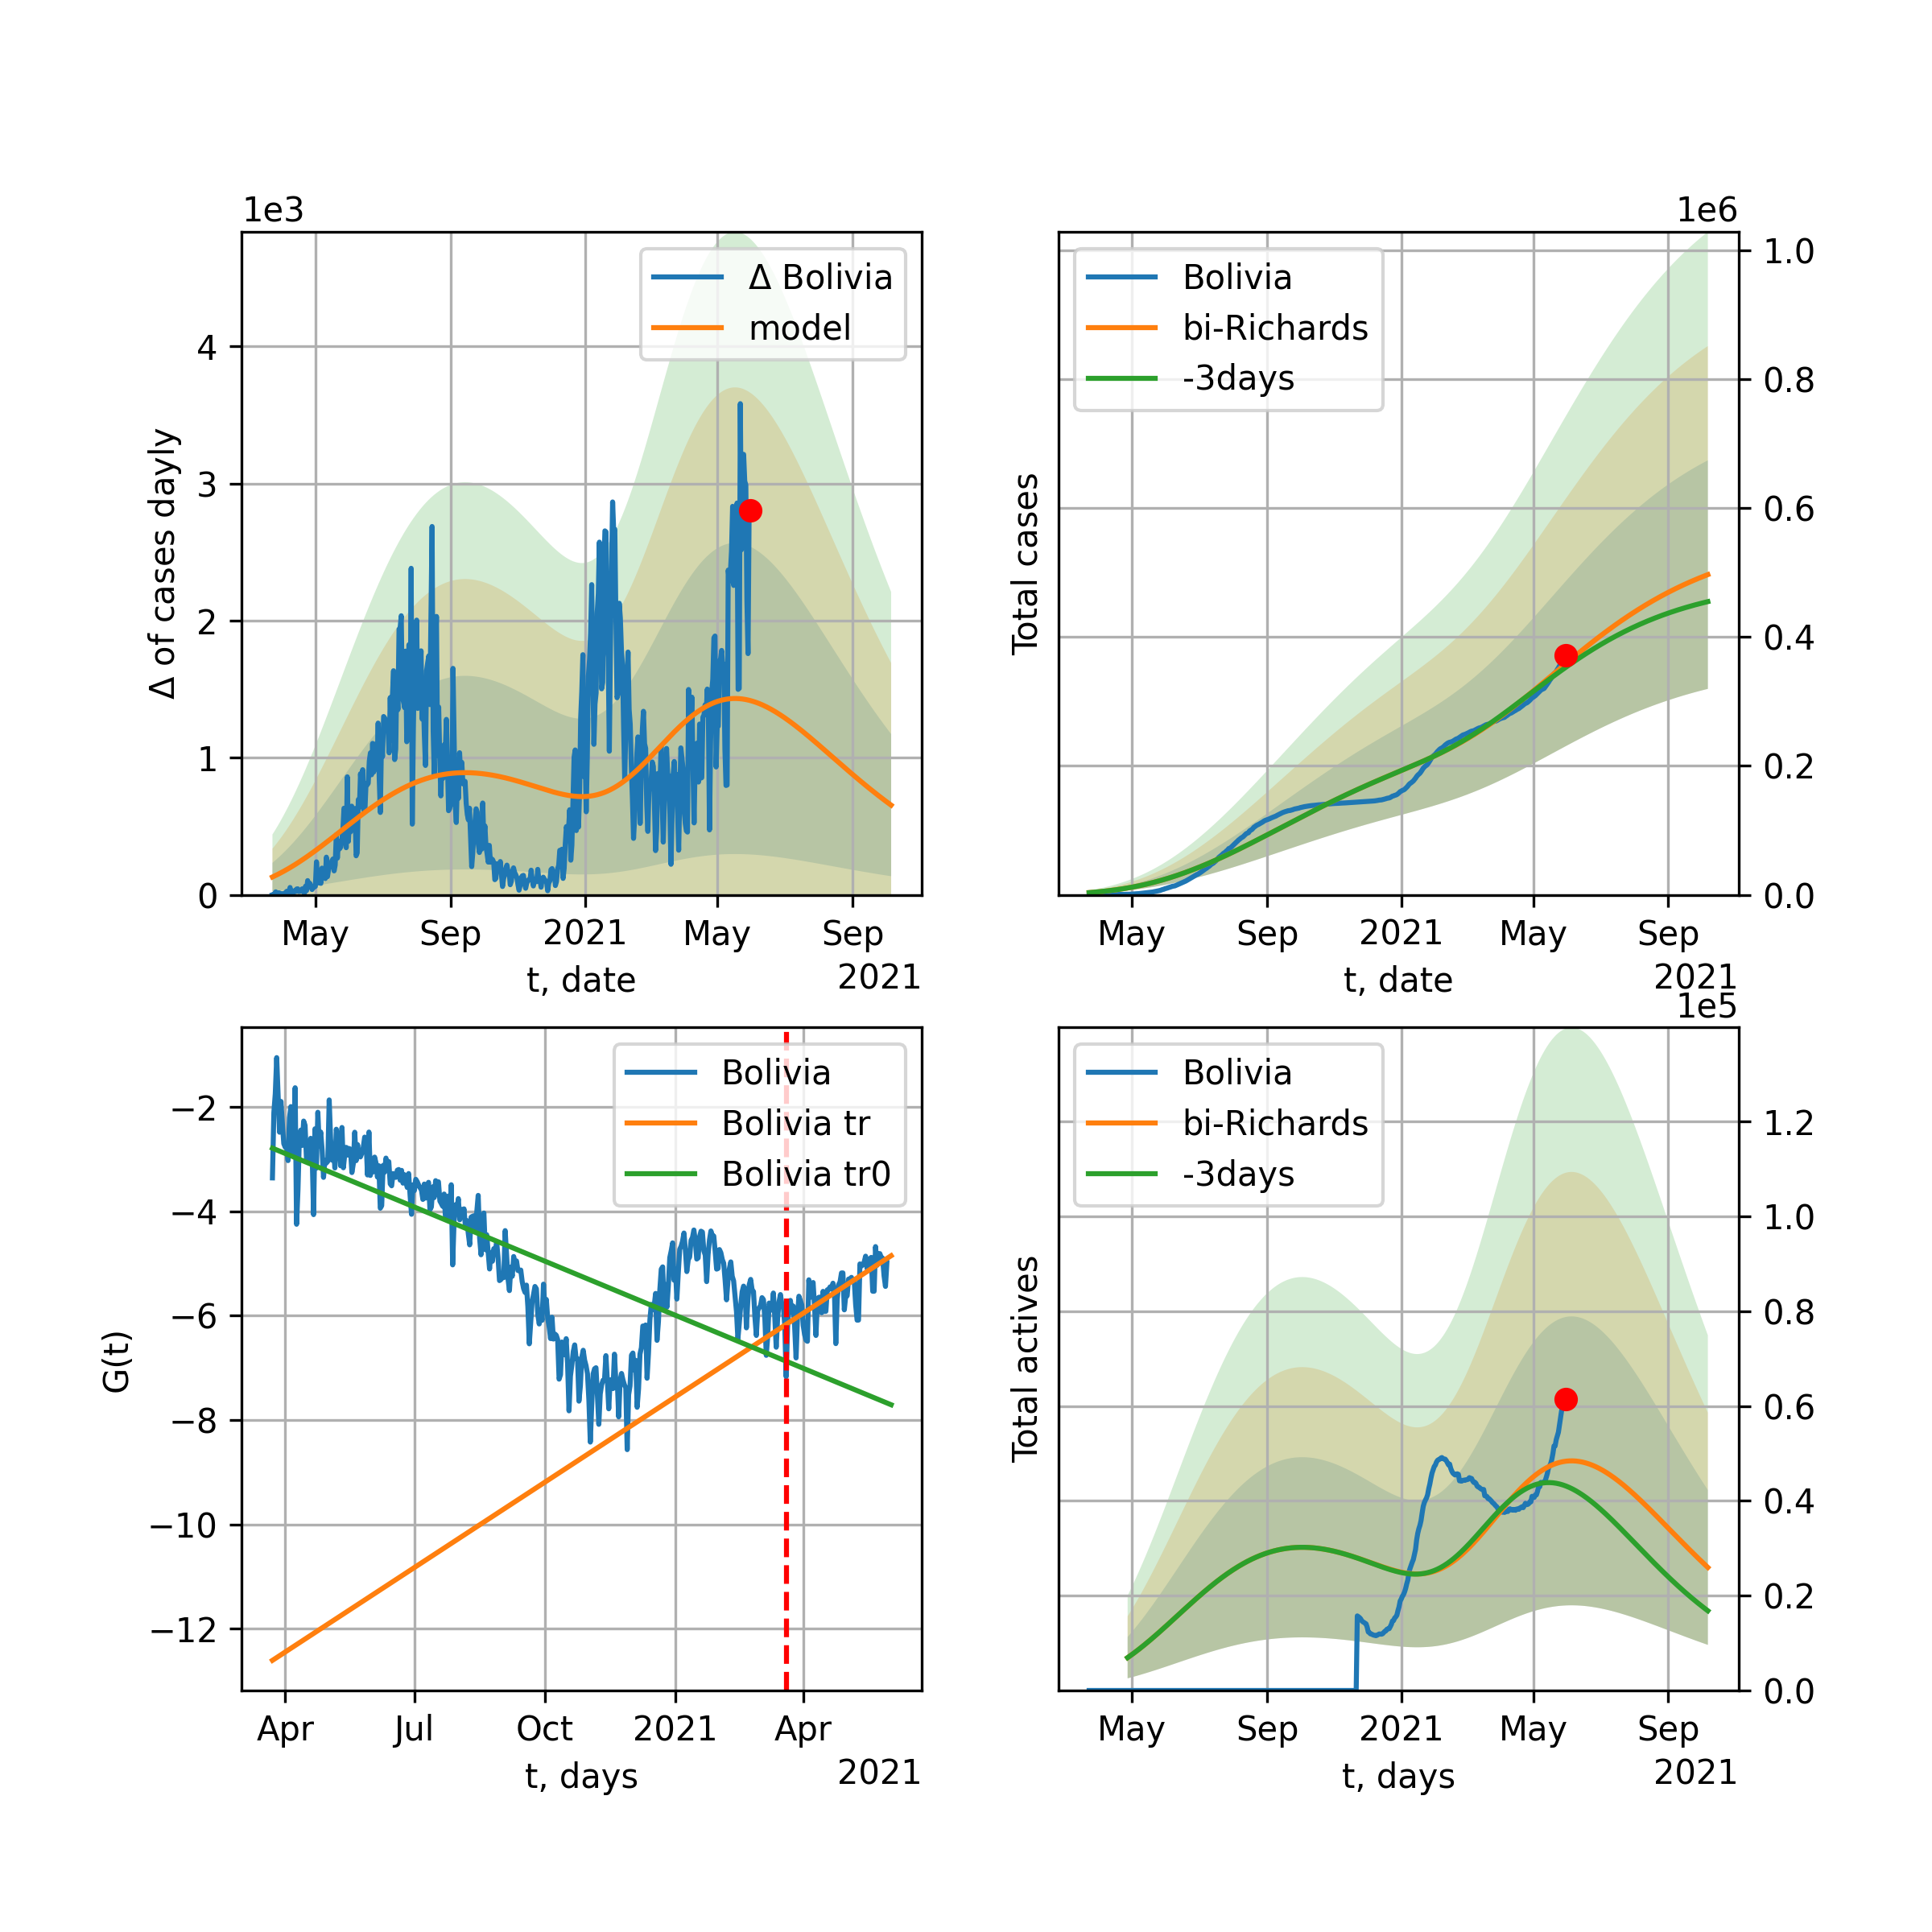 1e3
Δ of cases dayly
4
3
2
1
0
Δ Bolivia
model
May Sep 2021 May Sep
t, date
2021
1e6
Total cases
Bolivia
bi-Richards
-3days
1.0
0.8
0.6
0.4
0.2
0.0
May Sep 2021 May Sep
t, date
2021
G(t)
−2
−4
−6
−8
−10
−12
Bolivia
Bolivia tr
Bolivia tr0
Apr Jul Oct 2021 Apr
t, days
2021
1e5
Total actives
Bolivia
bi-Richards
-3days
1.2
1.0
0.8
0.6
0.4
0.2
0.0
May Sep 2021 May Sep
t, days
2021